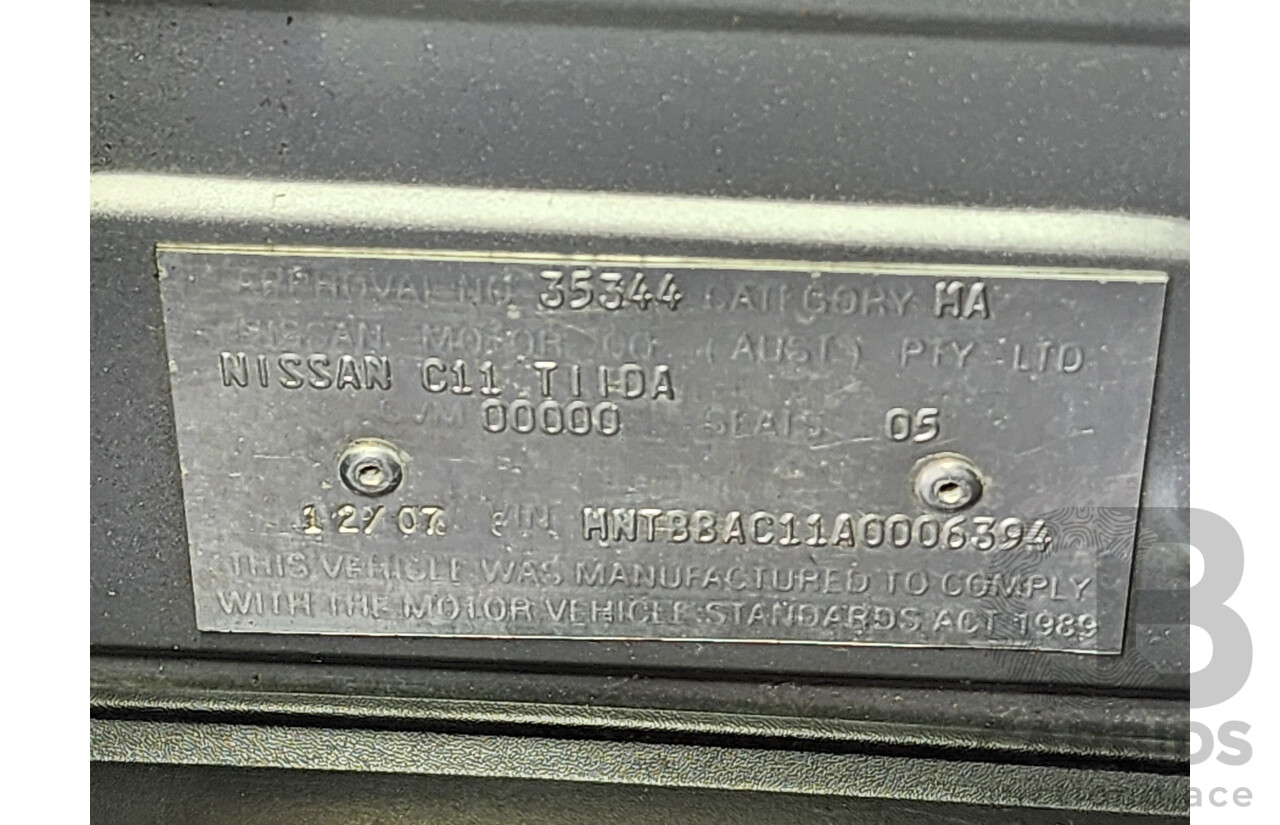 APPROVAL NO 35344 CATEGORY MA
NISSAN MOTOR CO (AUST) PTY LTD
NISSAN C11 TIIDA
GVM 00000 SEATS 05
12/07 VIN MNTBBAC11A0006394
THIS VEHICLE WAS MANUFACTURED TO COMPLY
WITH THE MOTOR VEHICLE STANDARDS ACT 1989